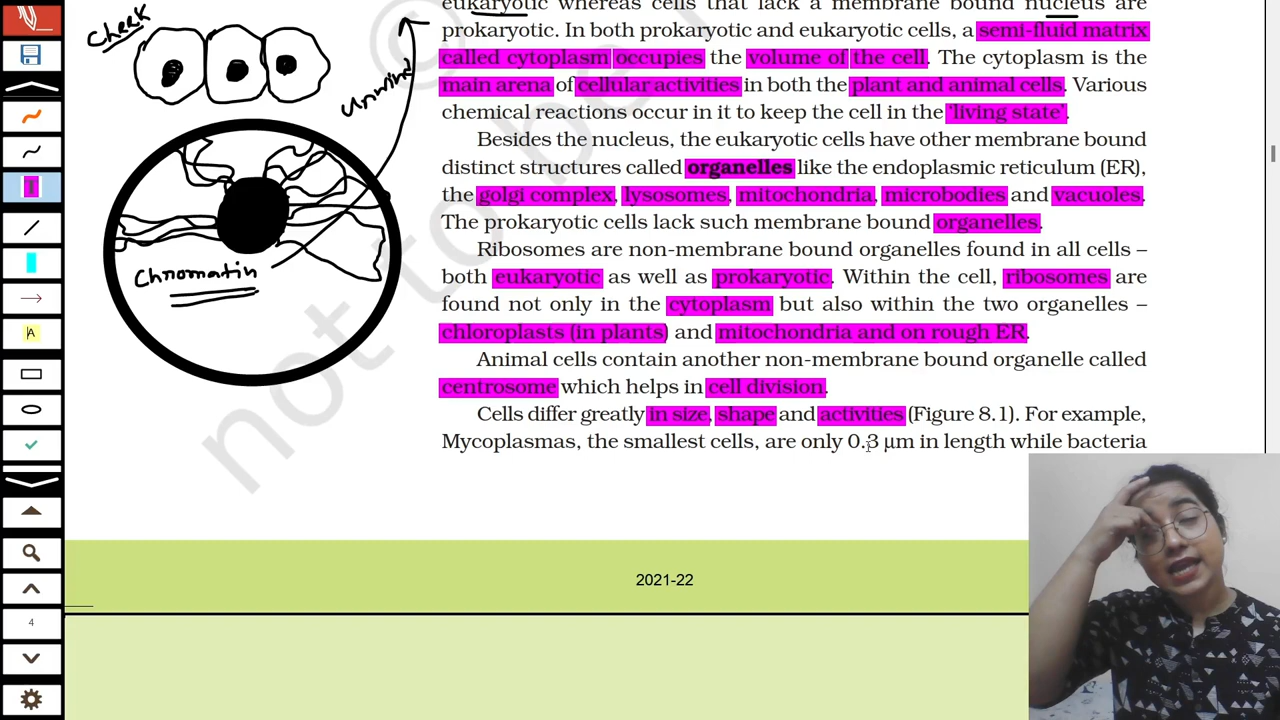 Cheek
eukaryotic whereas cells that lack a membrane bound nucleus are
prokaryotic. In both prokaryotic and eukaryotic cells, a semi-fluid matrix
called cytoplasm occupies the volume of the cell. The cytoplasm is the
main arena of cellular activities in both the plant and animal cells. Various
chemical reactions occur in it to keep the cell in the 'living state'.
Besides the nucleus, the eukaryotic cells have other membrane bound
distinct structures called organelles like the endoplasmic reticulum (ER),
the golgi complex, lysosomes, mitochondria, microbodies and vacuoles.
The prokaryotic cells lack such membrane bound organelles.
Ribosomes are non-membrane bound organelles found in all cells –
both eukaryotic as well as prokaryotic. Within the cell, ribosomes are
found not only in the cytoplasm but also within the two organelles –
chloroplasts (in plants) and mitochondria and on rough ER.
Animal cells contain another non-membrane bound organelle called
centrosome which helps in cell division.
Cells differ greatly in size, shape and activities (Figure 8.1). For example,
Mycoplasmas, the smallest cells, are only 0.3 µm in length while bacteria
Chromatin
© 
not to be r
2021-22
4
A
T